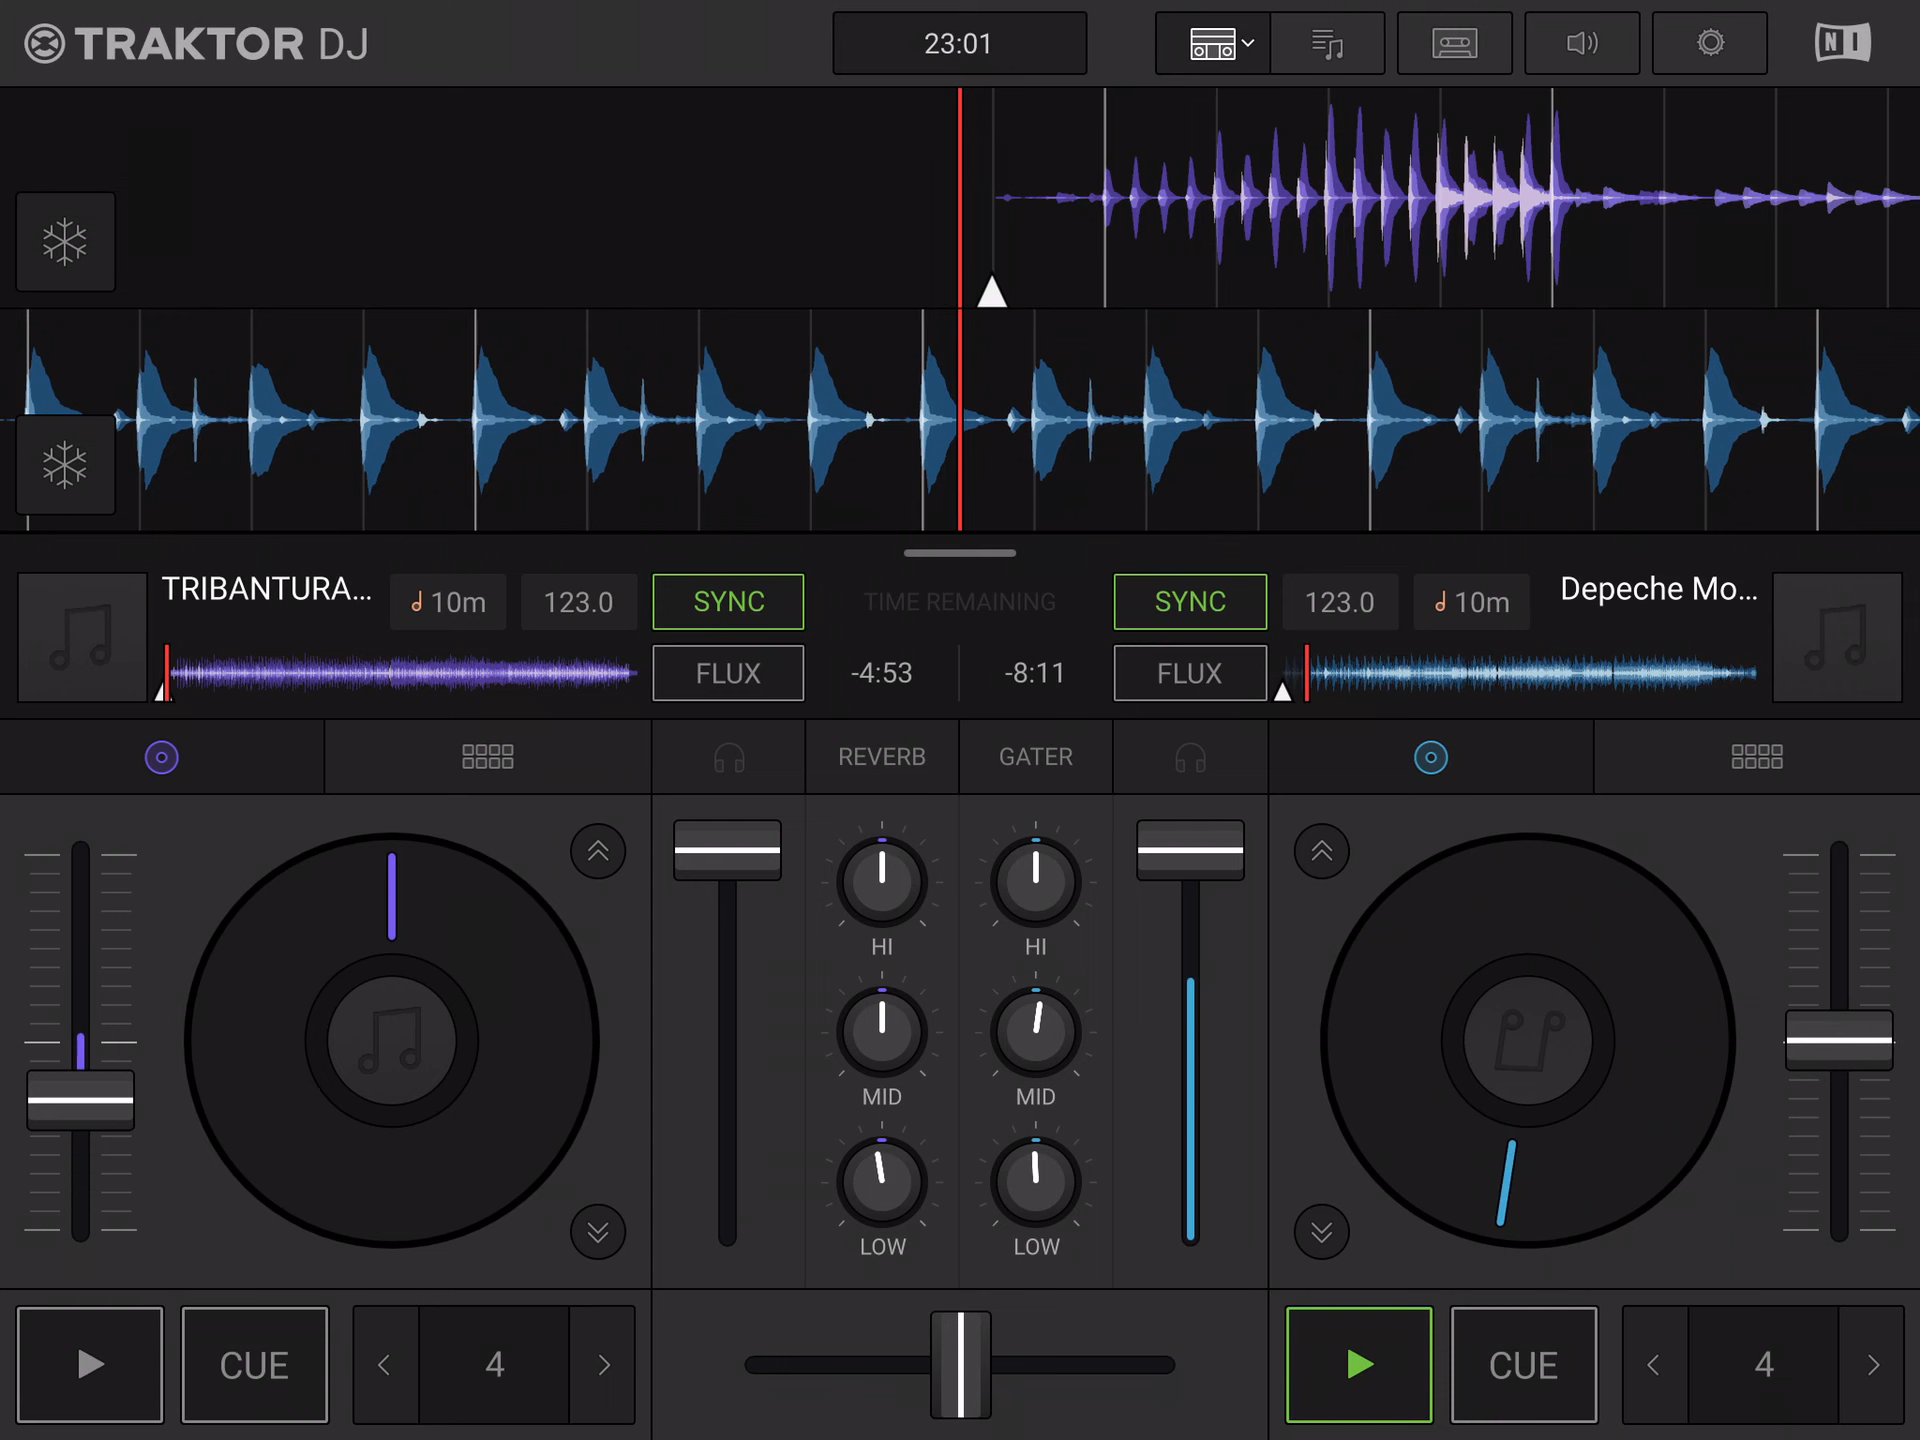 TRAKTOR DJ
23:01
NI
TRIBANTURA...
10m
123.0
SYNC
TIME REMAINING
SYNC
123.0
10m
Depeche Mo...
FLUX
-4:53
-8:11
FLUX
REVERB
GATER
HI
HI
MID
MID
LOW
LOW
CUE
4
CUE
4